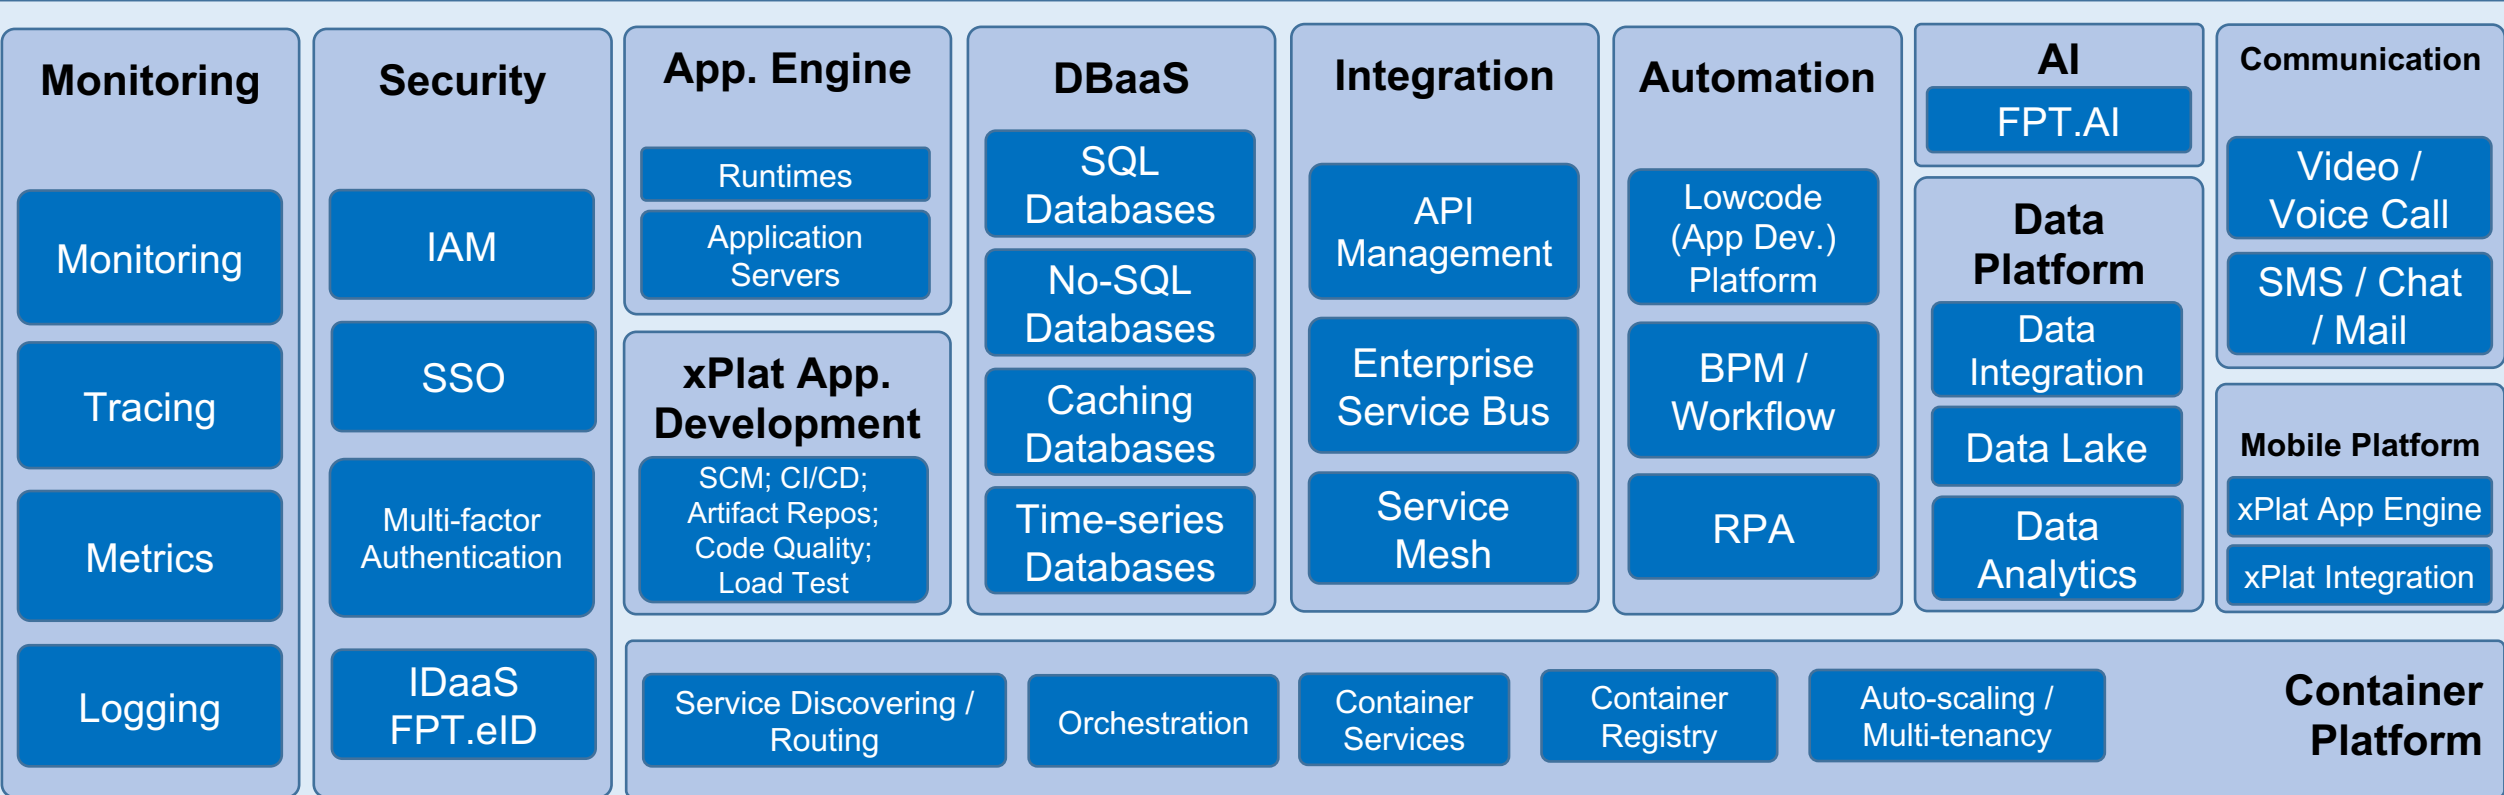 Monitoring
Monitoring
Tracing
Metrics
Logging
Security
IAM
SSO
Multi-factor
Authentication
IDaaS
FPT.eID
App. Engine
Runtimes
Application
Servers
xPlat App.
Development
SCM; CI/CD;
Artifact Repos;
Code Quality;
Load Test
DBaaS
SQL
Databases
No-SQL
Databases
Caching
Databases
Time-series
Databases
Integration
API
Management
Enterprise
Service Bus
Service
Mesh
Automation
Lowcode
(App Dev.)
Platform
BPM /
Workflow
RPA
AI
FPT.AI
Data
Platform
Data
Integration
Data Lake
Data
Analytics
Communication
Video /
Voice Call
SMS / Chat
/ Mail
Mobile Platform
xPlat App Engine
xPlat Integration
Service Discovering /
Routing
Orchestration
Container
Services
Container
Registry
Auto-scaling /
Multi-tenancy
Container
Platform